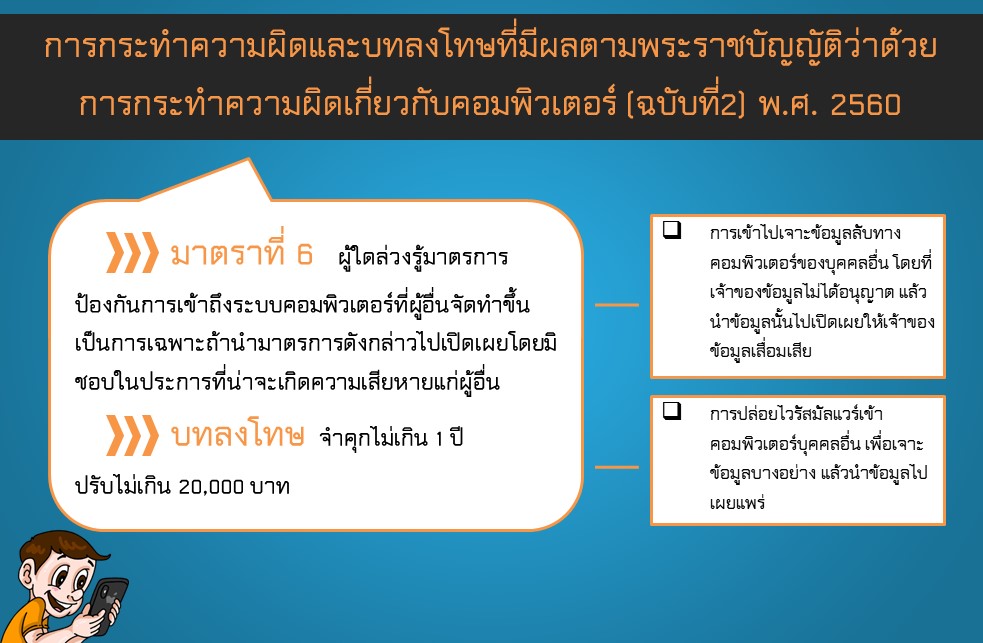 การกระทำความผิดและบทลงโทษที่มีผลตามพระราชบัญญัติว่าด้วย
การกระทำความผิดเกี่ยวกับคอมพิวเตอร์ (ฉบับที่2) พ.ศ. 2560
มาตราที่ 6 ผู้ใดล่วงรู้มาตรการ
ป้องกันการเข้าถึงระบบคอมพิวเตอร์ที่ผู้อื่นจัดทำขึ้น
เป็นการเฉพาะถ้านำมาตรการดังกล่าวไปเปิดเผยโดยมิ
ชอบในประการที่น่าจะเกิดความเสียหายแก่ผู้อื่น
บทลงโทษ จำคุกไม่เกิน 1 ปี
ปรับไม่เกิน 20,000 บาท
การเข้าไปเจาะข้อมูลลับทาง
คอมพิวเตอร์ของบุคคลอื่น โดยที่
เจ้าของข้อมูลไม่ได้อนุญาต แล้ว
นำข้อมูลนั้นไปเปิดเผยให้เจ้าของ
ข้อมูลเสื่อมเสีย
การปล่อยไวรัสมัลแวร์เข้า
คอมพิวเตอร์บุคคลอื่น เพื่อเจาะ
ข้อมูลบางอย่าง แล้วนำข้อมูลไป
เผยแพร่